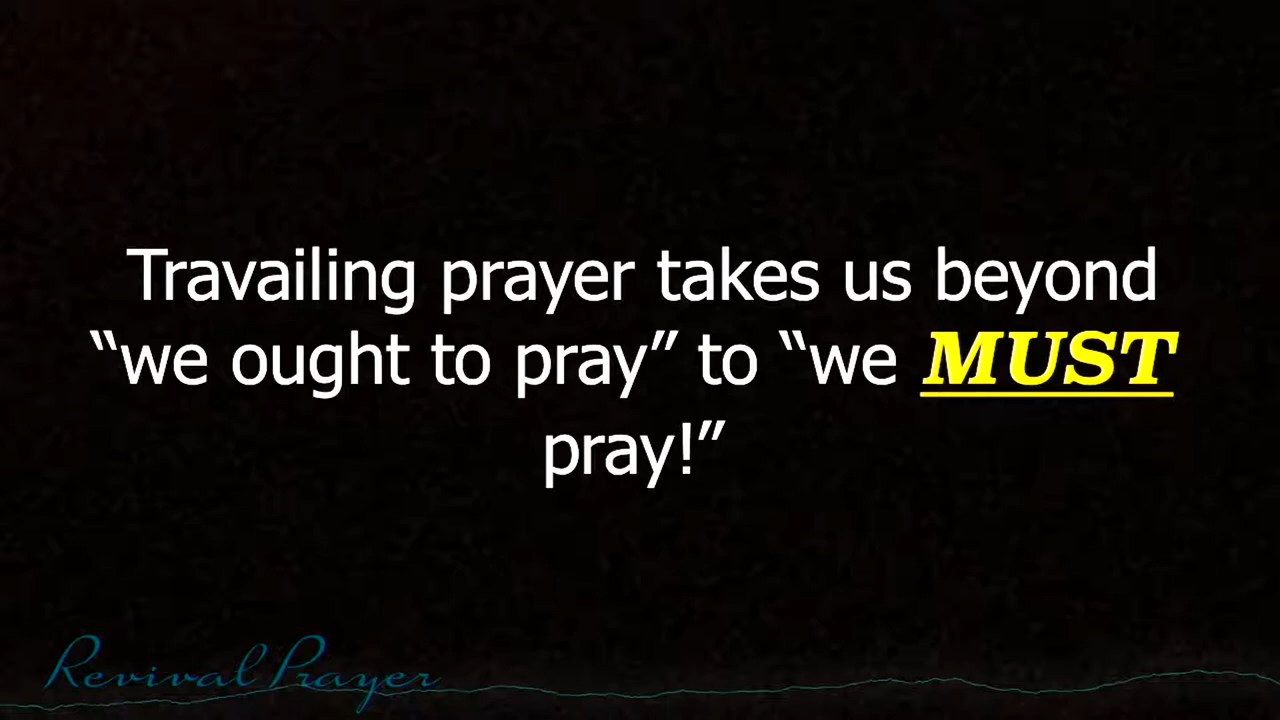 Travailing prayer takes us beyond
“we ought to pray” to “we MUST
pray!”
Revival Prayer